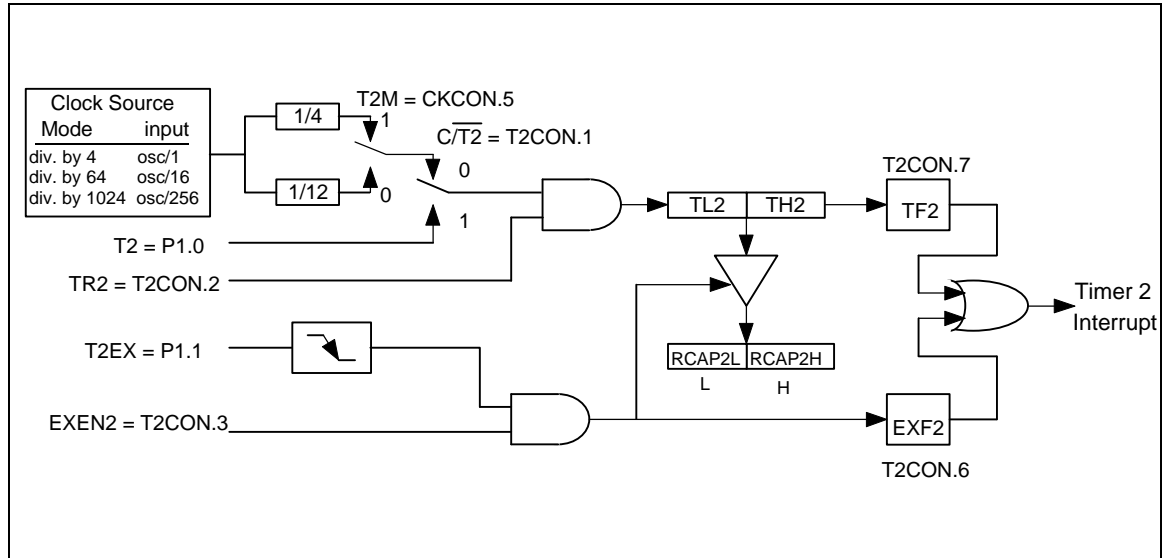 Clock Source
Mode input
div. by 4 osc/1
div. by 64 osc/16
div. by 1024 osc/256
1/4
1/12
T2M = CKCON.5
1
0
C/T2 = T2CON.1
0
1
T2 = P1.0
TR2 = T2CON.2
T2EX = P1.1
EXEN2 = T2CON.3
TL2 TH2
RCAP2L RCAP2H
L H
T2CON.7
TF2
EXF2
T2CON.6
Timer 2
Interrupt